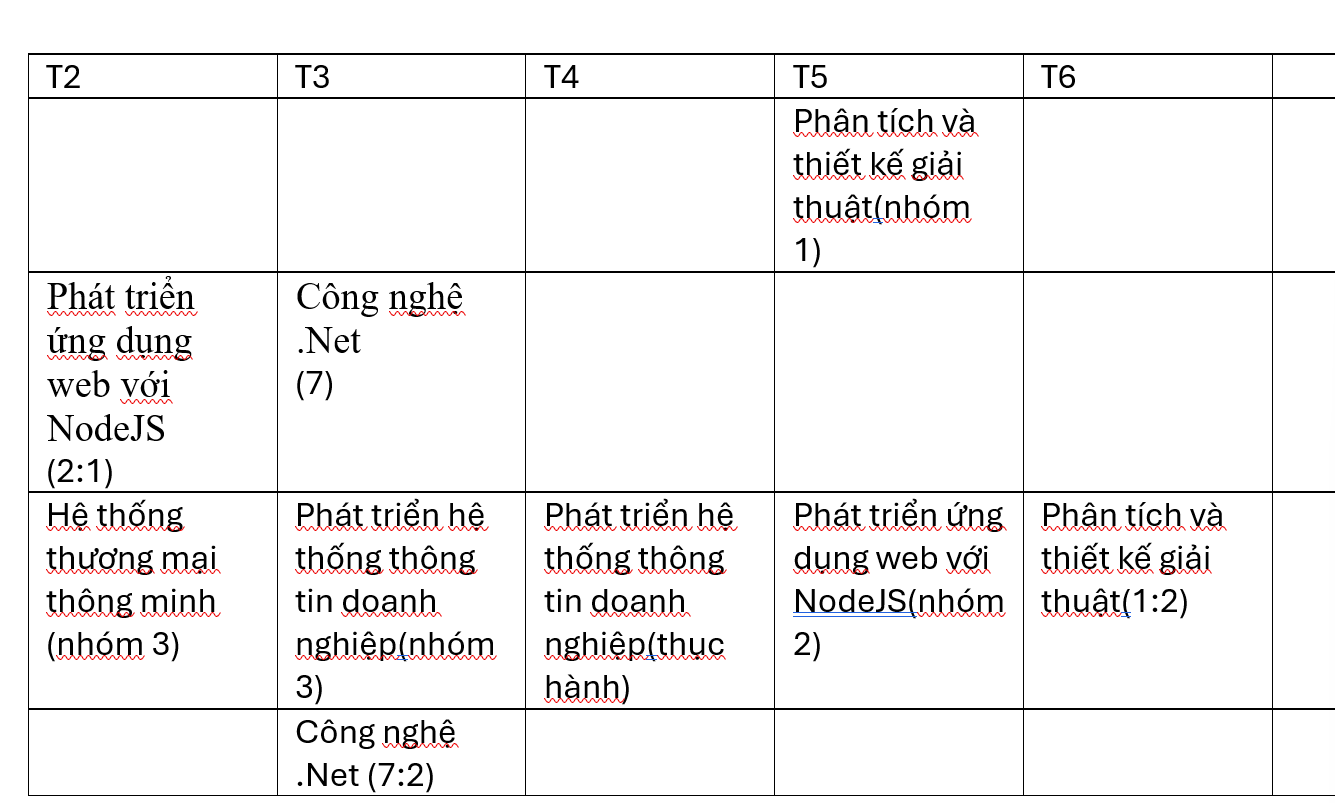 T2
T3
T4
T5
T6
Phân tích và
thiết kế giải
thuật(nhóm
1)
Phát triển
ứng dụng
web với
NodeJS
(2:1)
Công nghệ
.Net
(7)
Hệ thống
thương mại
thông minh
(nhóm 3)
Phát triển hệ
thống thông
tin doanh
nghiệp(nhóm
3)
Phát triển hệ
thống thông
tin doanh
nghiệp(thực
hành)
Phát triển ứng
dụng web với
NodeJS(nhóm
2)
Phân tích và
thiết kế giải
thuật(1:2)
Công nghệ
.Net (7:2)